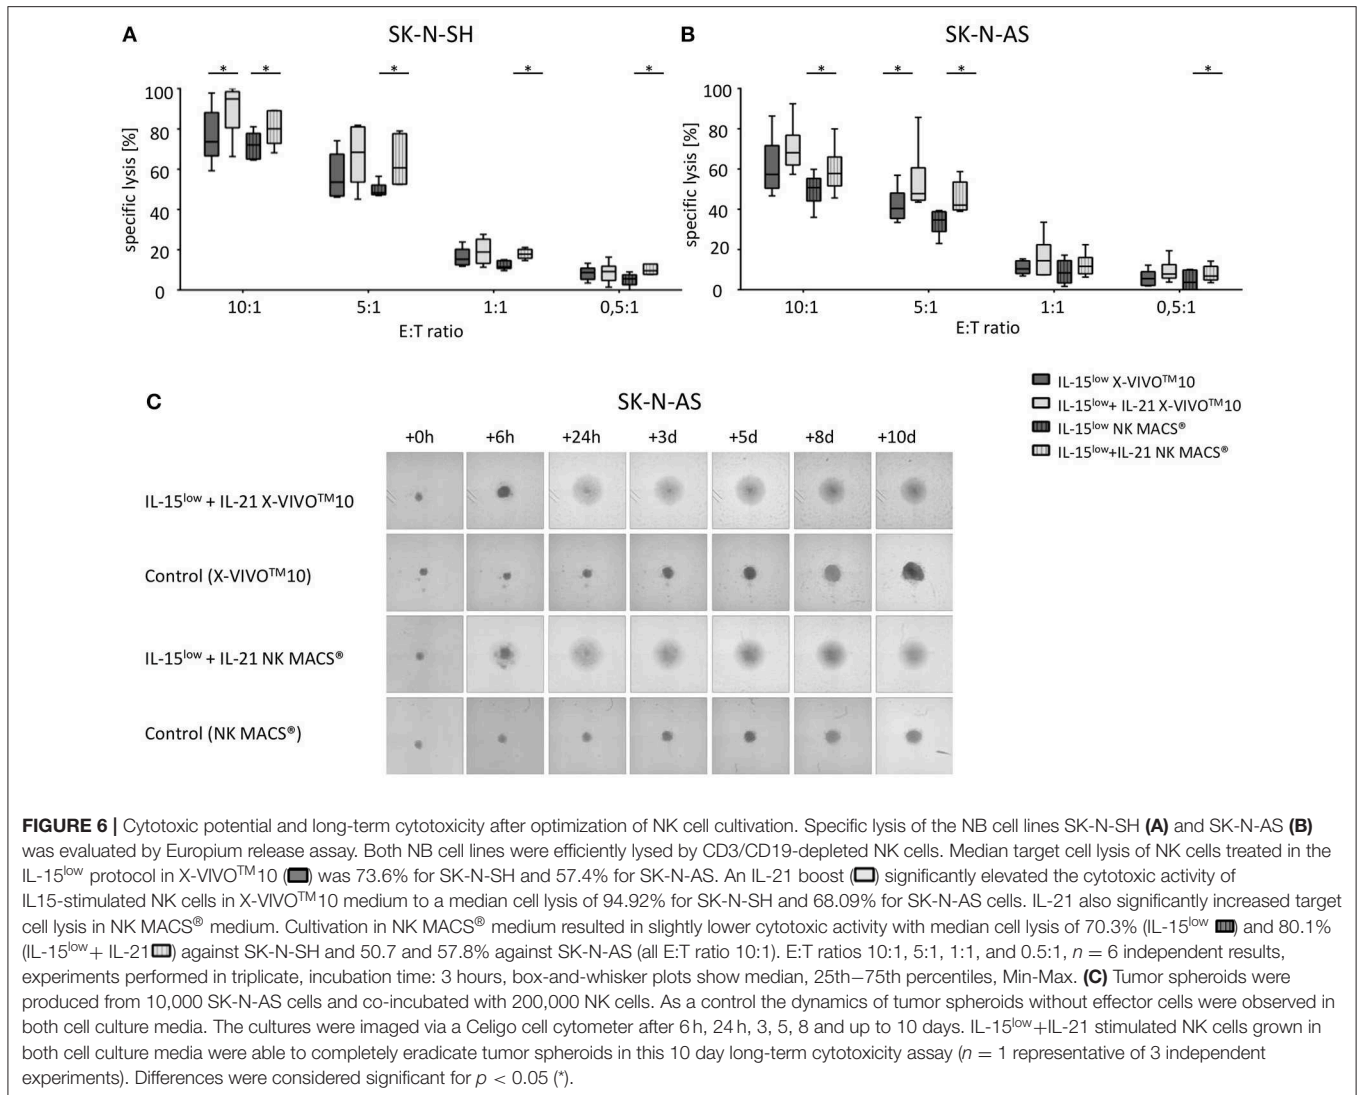 A SK-N-SH
* * * * *
specific lysis [%]
100
80
60
40
20
0
10:1 5:1 1:1 0,5:1
E:T ratio
B SK-N-AS
* * * *
specific lysis [%]
100
80
60
40
20
0
10:1 5:1 1:1 0,5:1
E:T ratio
IL-15low X-VIVO™10
IL-15low+ IL-21 X-VIVO™10
IL-15low NK MACS®
IL-15low+IL-21 NK MACS®
C SK-N-AS
+0h +6h +24h +3d +5d +8d +10d
IL-15low + IL-21 X-VIVO™10
Control (X-VIVO™10)
IL-15low + IL-21 NK MACS®
Control (NK MACS®)
FIGURE 6 | Cytotoxic potential and long-term cytotoxicity after optimization of NK cell cultivation. Specific lysis of the NB cell lines SK-N-SH (A) and SK-N-AS (B)
was evaluated by Europium release assay. Both NB cell lines were efficiently lysed by CD3/CD19-depleted NK cells. Median target cell lysis of NK cells treated in the
IL-15low protocol in X-VIVO™10 () was 73.6% for SK-N-SH and 57.4% for SK-N-AS. An IL-21 boost () significantly elevated the cytotoxic activity of
IL15-stimulated NK cells in X-VIVO™10 medium to a median cell lysis of 94.92% for SK-N-SH and 68.09% for SK-N-AS cells. IL-21 also significantly increased target
cell lysis in NK MACS® medium. Cultivation in NK MACS® medium resulted in slightly lower cytotoxic activity with median cell lysis of 70.3% (IL-15low ) and 80.1%
(IL-15low+ IL-21 ) against SK-N-SH and 50.7 and 57.8% against SK-N-AS (all E:T ratio 10:1). E:T ratios 10:1, 5:1, 1:1, and 0.5:1, n = 6 independent results,
experiments performed in triplicate, incubation time: 3 hours, box-and-whisker plots show median, 25th–75th percentiles, Min-Max. (C) Tumor spheroids were
produced from 10,000 SK-N-AS cells and co-incubated with 200,000 NK cells. As a control the dynamics of tumor spheroids without effector cells were observed in
both cell culture media. The cultures were imaged via a Celigo cell cytometer after 6 h, 24 h, 3, 5, 8 and up to 10 days. IL-15low+IL-21 stimulated NK cells grown in
both cell culture media were able to completely eradicate tumor spheroids in this 10 day long-term cytotoxicity assay (n = 1 representative of 3 independent
experiments). Differences were considered significant for p < 0.05 (*).